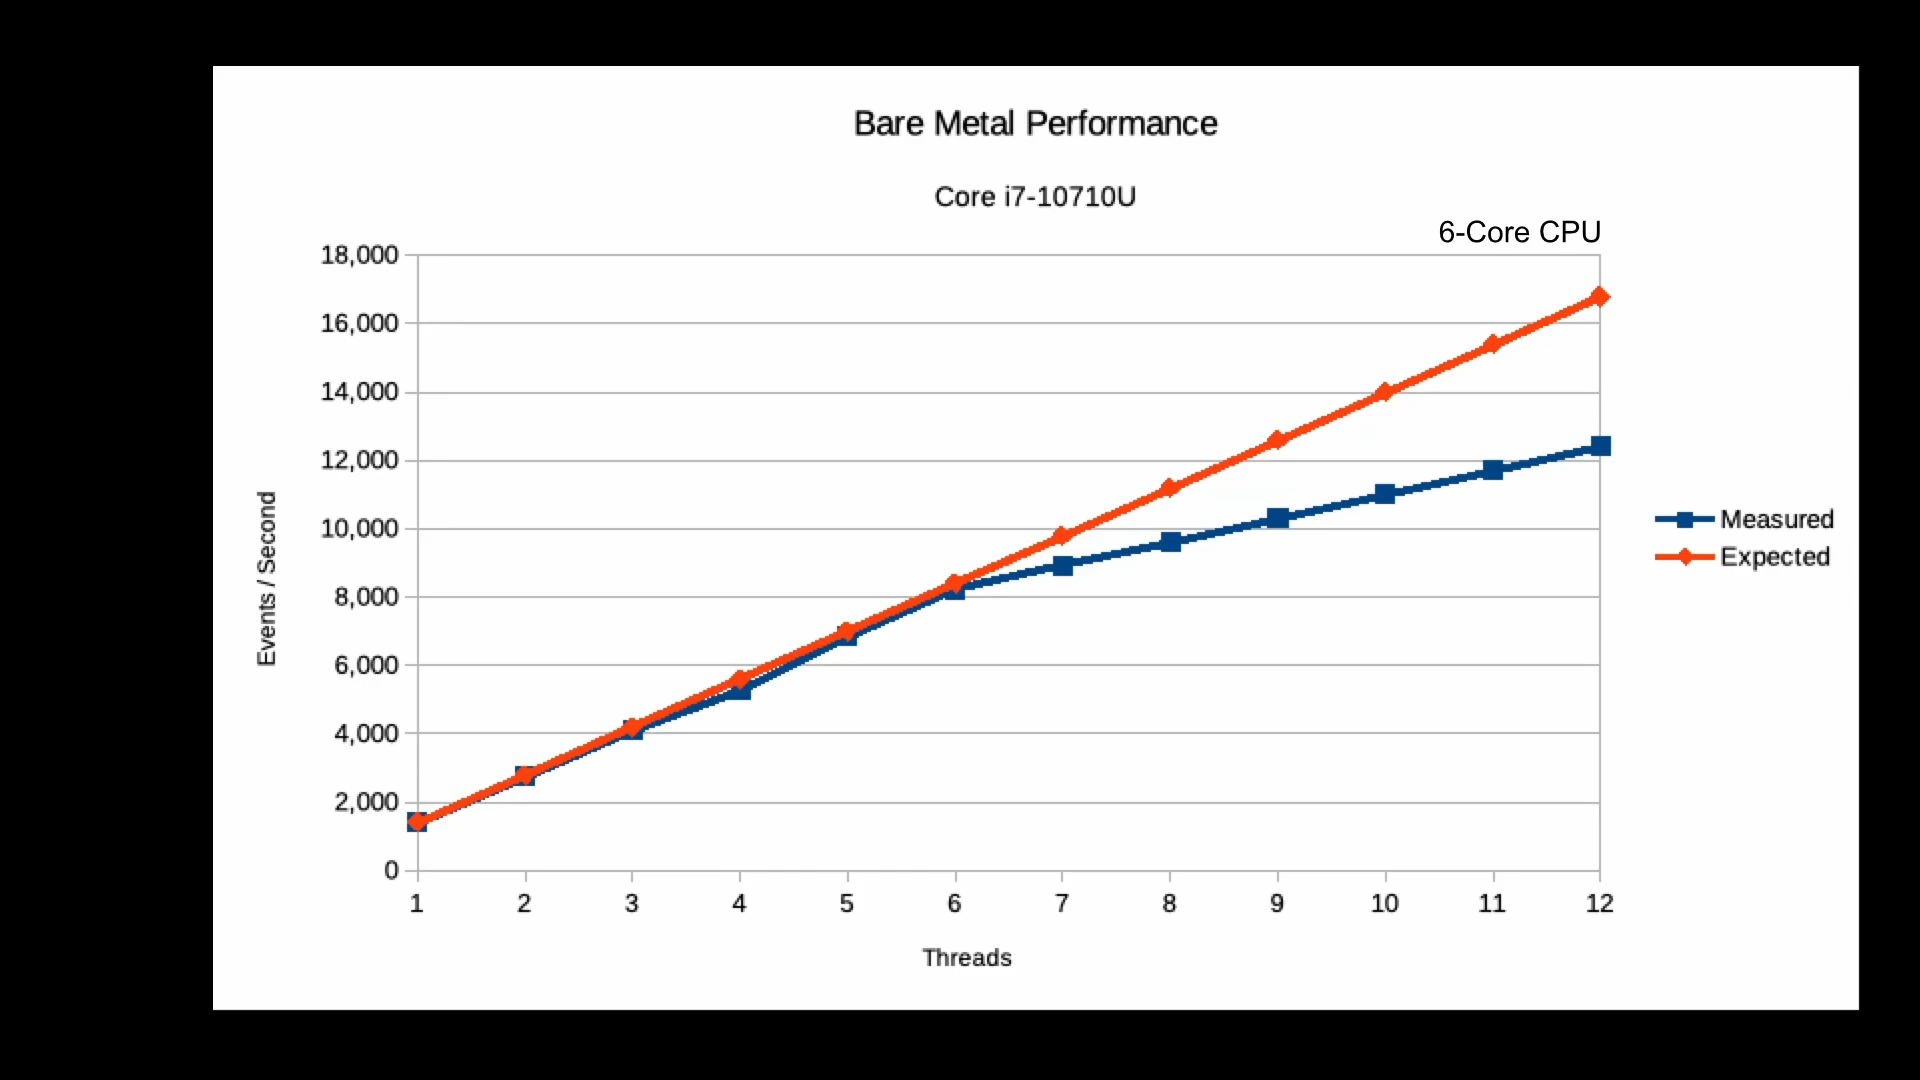 Bare Metal Performance
Core i7-10710U
6-Core CPU
18,000
16,000
14,000
12,000
10,000
8,000
6,000
4,000
2,000
0
Events / Second
1 2 3 4 5 6 7 8 9 10 11 12
Threads
Measured
Expected